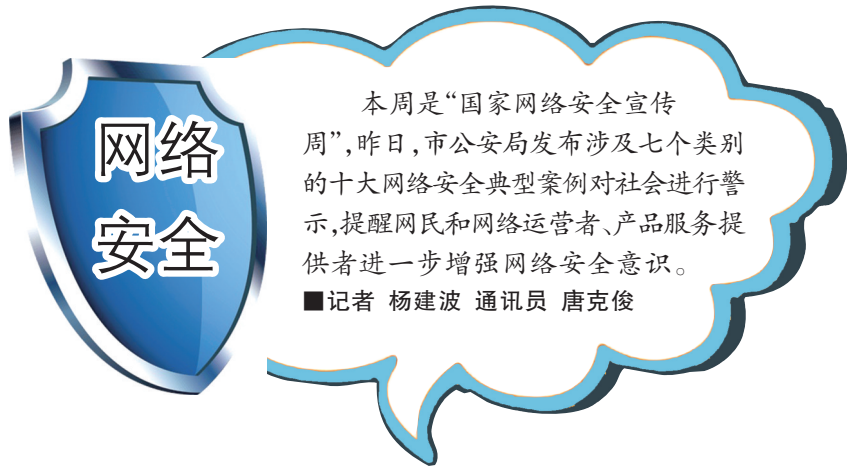 网络
安全
本周是“国家网络安全宣传
周”,昨日,市公安局发布涉及七个类别
的十大网络安全典型案例对社会进行警
示,提醒网民和网络运营者、产品服务提
供者进一步增强网络安全意识。
■记者 杨建波 通讯员 唐克俊